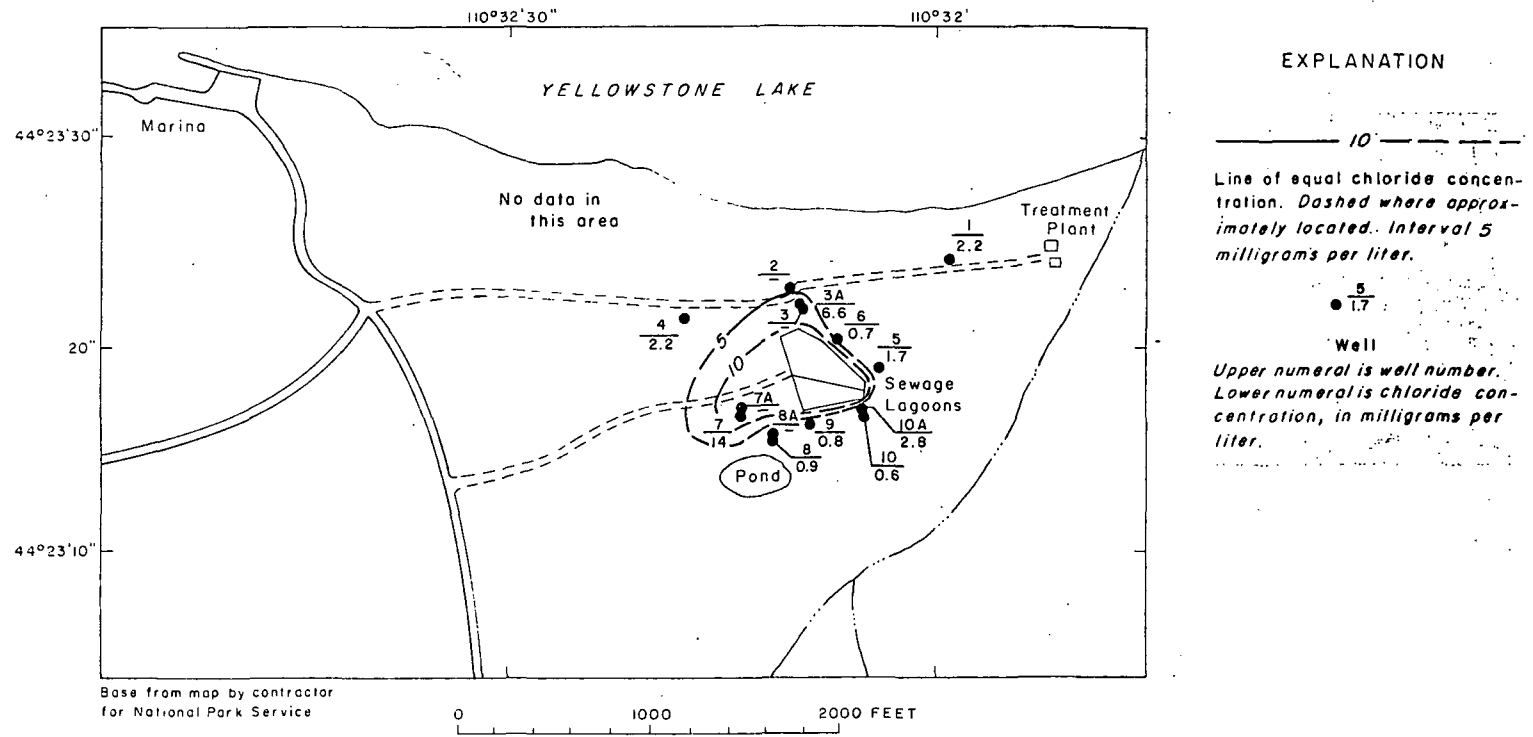 110°32'30"
110°32'
YELLOWSTONE LAKE
44°23'30"
Marina
No data in
this area
Treatment
Plant
1
2.2
2
—
3A
6.6
3
6
0.7
4
2.2
5
10
5
1.7
20"
Sewage
Lagoons
7A
—
7
14
8A
—
9
0.8
10A
2.8
8
0.9
10
0.6
Pond
44°23'10"
Base from map by contractor
for National Park Service
0 1000 2000 FEET
EXPLANATION
10
Line of equal chloride concen-
tration. Dashed where approx-
imately located. Interval 5
milligrams per liter.
5
1.7
Well
Upper numeral is well number.
Lower numeral is chloride con-
centration, in milligrams per
liter.